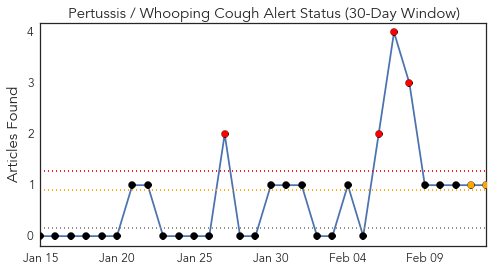 Pertussis / Whooping Cough Alert Status (30-Day Window)
Articles Found
4
3
2
1
0
Jan 15
Jan 20
Jan 25
Jan 30
Feb 04
Feb 09